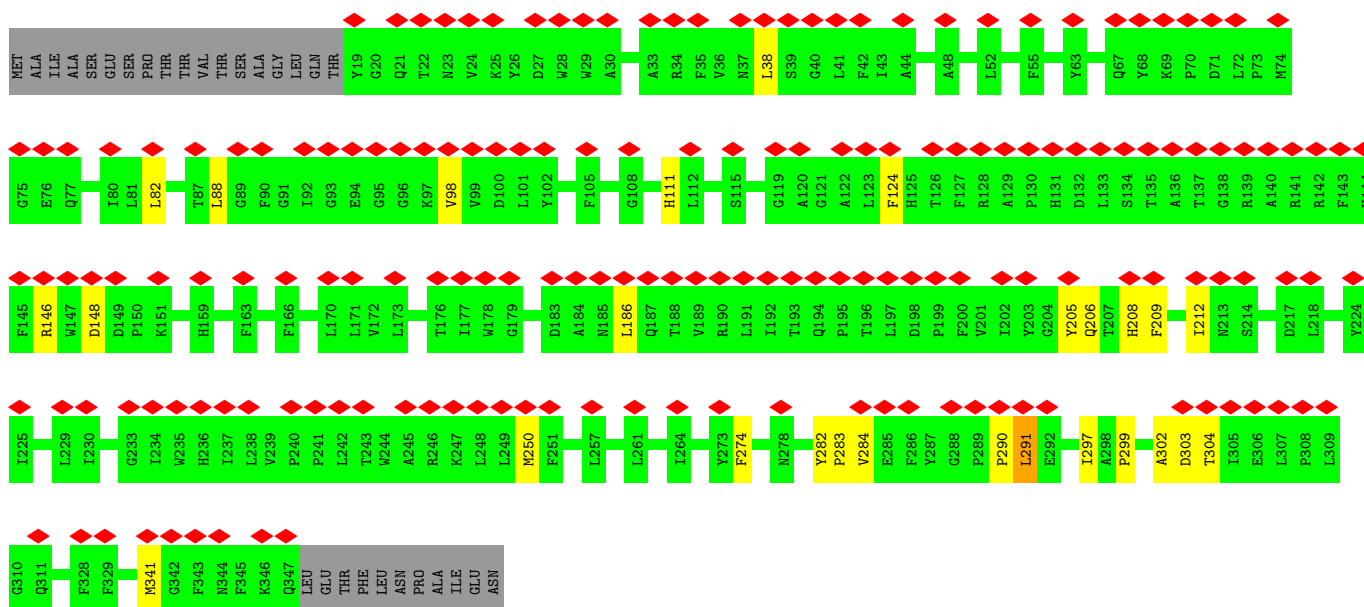 MET ALA ILE ALA SER GLU SER PRO THR THR VAL THR SER ALA GLY LEU GLN THR Y19 G20 Q21 T22 N23 V24 K25 Y26 D27 W28 W29 A30 A33 R34 F35 V36 N37 L38 S39 G40 L41 F42 I43 A44 A48 L52 F55 Y63 Q67 Y68 K69 P70 D71 L72 P73 M74
G75 E76 Q77 I80 L81 L82 T87 L88 G89 F90 G91 I92 G93 E94 G95 G96 K97 V98 V99 D100 L101 Y102 F105 G108 H111 L112 S115 G119 A120 G121 A122 L123 F124 H125 T126 F127 R128 A129 P130 H131 D132 L133 S134 T135 A136 T137 G138 R139 A140 R141 R142 F143
F145 R146 W147 D148 D149 P150 K151 H159 F163 F166 L170 L171 V172 L173 T176 I177 W178 G179 D183 A184 N185 L186 Q187 T188 V189 R190 L191 I192 T193 Q194 P195 T196 L197 D198 P199 F200 V201 I202 Y203 G204 Y205 Q206 T207 H208 F209 I212 N213 S214 D217 L218 Y224
I225 L229 I230 G233 I234 W235 H236 I237 L238 V239 P240 P241 L242 T243 W244 A245 R246 K247 L248 L249 M250 F251 L257 L261 I264 Y273 F274 N278 Y282 P283 V284 E285 F286 Y287 G288 P289 P290 L291 E292 I297 A298 P299 A302 D303 T304 I305 E306 L307 P308 L309
G310 Q311 F328 F329 M341 G342 F343 N344 F345 K346 Q347 LEU GLU THR PHE LEU ASN PRO ALA ILE GLU ASN